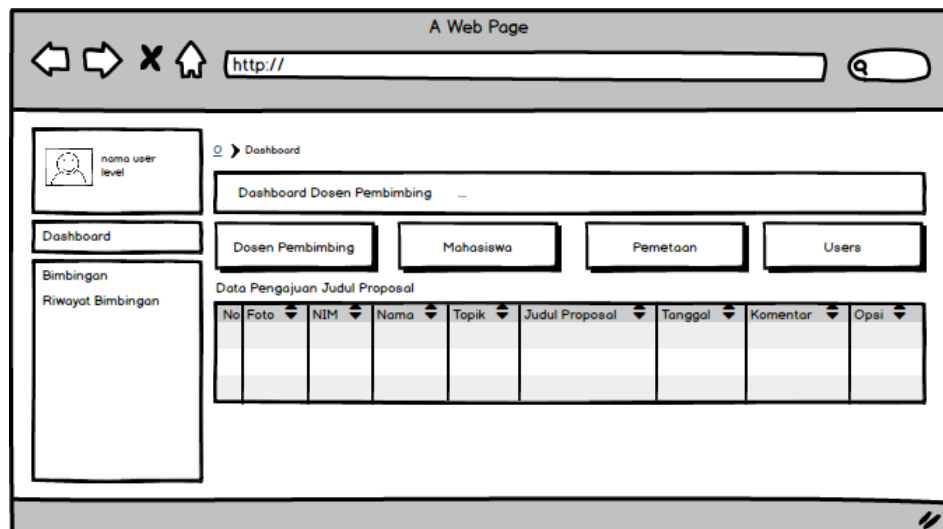 A Web Page
http://
nama user
level
O Dashboard
Dashboard Dosen Pembimbing ...
Dashboard
Dosen Pembimbing Mahasiswa Pemetaan Users
Bimbingan
Riwayat Bimbingan
Data Pengajuan Judul Proposal
No Foto NIM Nama Topik Judul Proposal Tanggal Komentar Opsi